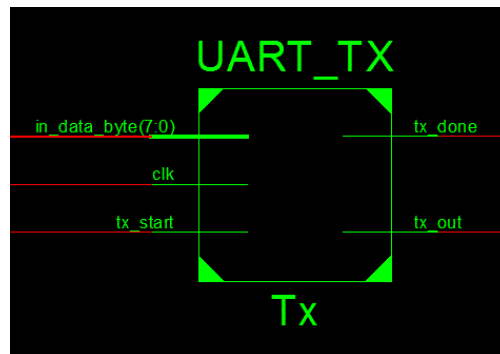 UART_TX
in_data_byte(7:0)
tx_done
clk
tx_start
tx_out
Tx